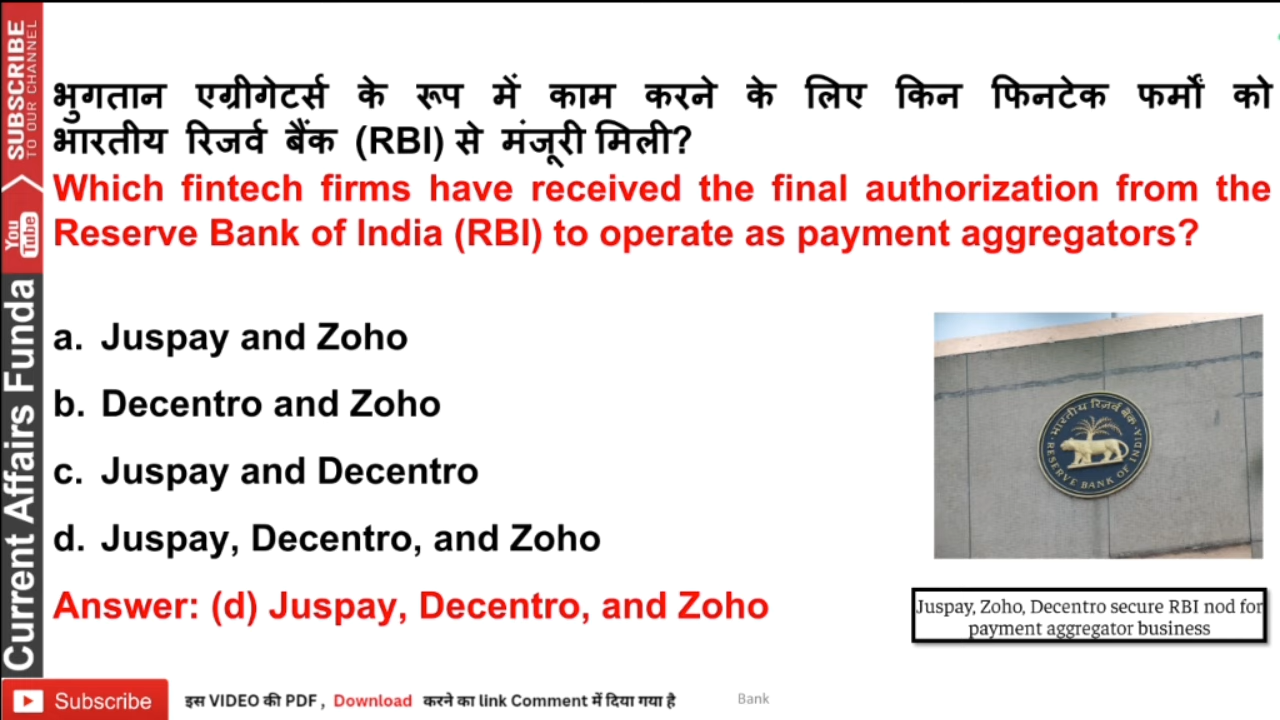 SUBSCRIBE
TO OUR CHANNEL
You Tube
Current Affairs Funda
भुगतान एग्रीगेटर्स के रूप में काम करने के लिए किन फिनटेक फर्मों को
भारतीय रिजर्व बैंक (RBI) से मंजूरी मिली?
Which fintech firms have received the final authorization from the
Reserve Bank of India (RBI) to operate as payment aggregators?
a. Juspay and Zoho
b. Decentro and Zoho
c. Juspay and Decentro
d. Juspay, Decentro, and Zoho
Answer: (d) Juspay, Decentro, and Zoho
भारतीय रिज़र्व बैंक
RESERVE BANK OF INDIA
Juspay, Zoho, Decentro secure RBI nod for
payment aggregator business
Subscribe
इस VIDEO की PDF , Download करने का link Comment में दिया गया है
Bank